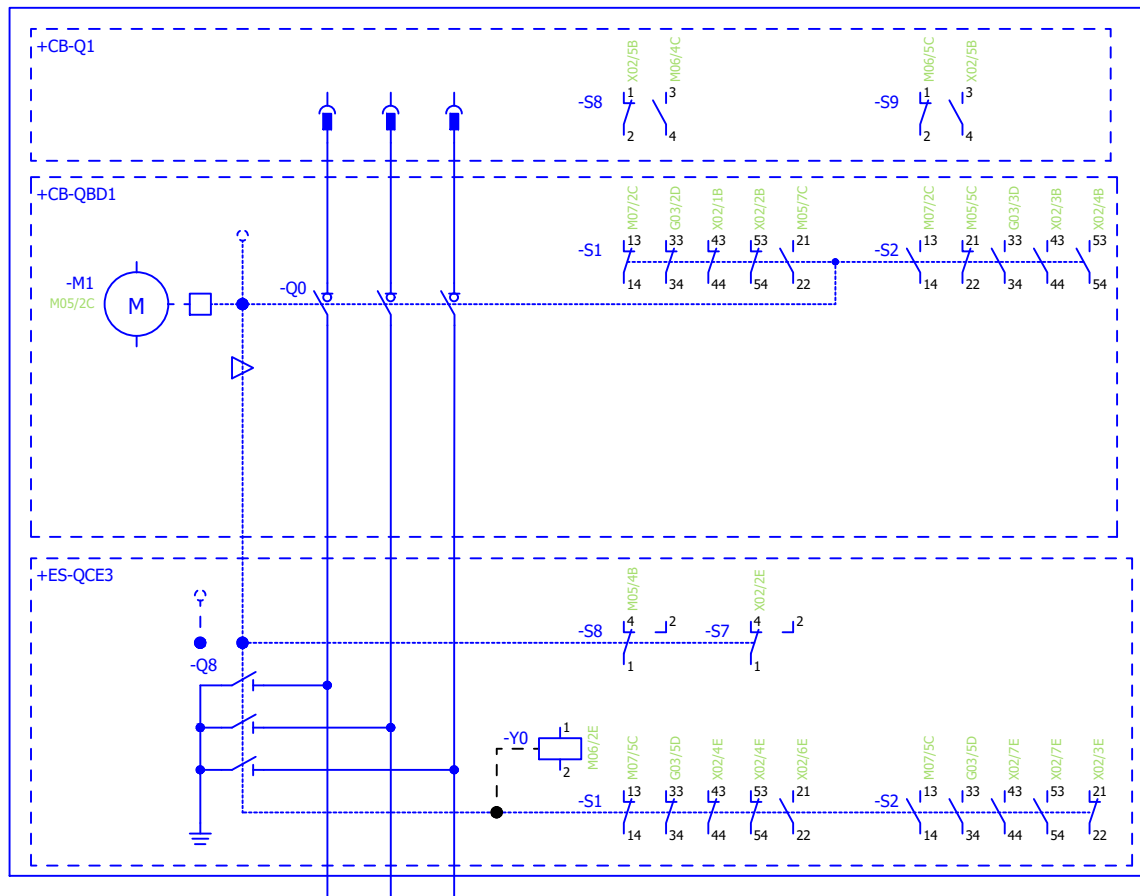 +CB-Q1
X02/5B
M06/4C
M06/5C
X02/5B
-S8
1
3
-S9
1
3
2
4
2
4
+CB-QBD1
M07/2C
G03/2D
X02/1B
X02/2B
M05/7C
M07/2C
M05/5C
G03/3D
X02/3B
X02/4B
-S1
13
33
43
53
21
-S2
13
21
33
43
53
14
34
44
54
22
14
22
34
44
54
-M1
M05/2C
M
-Q0
+ES-QCE3
M05/4B
X02/2E
-S8
4
2
-S7
4
2
1
1
-Q8
-Y0
1
2
M06/2E
M07/5C
G03/5D
X02/4E
X02/4E
X02/6E
M07/5C
G03/5D
X02/7E
X02/7E
X02/3E
-S1
13
33
43
53
21
-S2
13
33
43
53
21
14
34
44
54
22
14
34
44
54
22